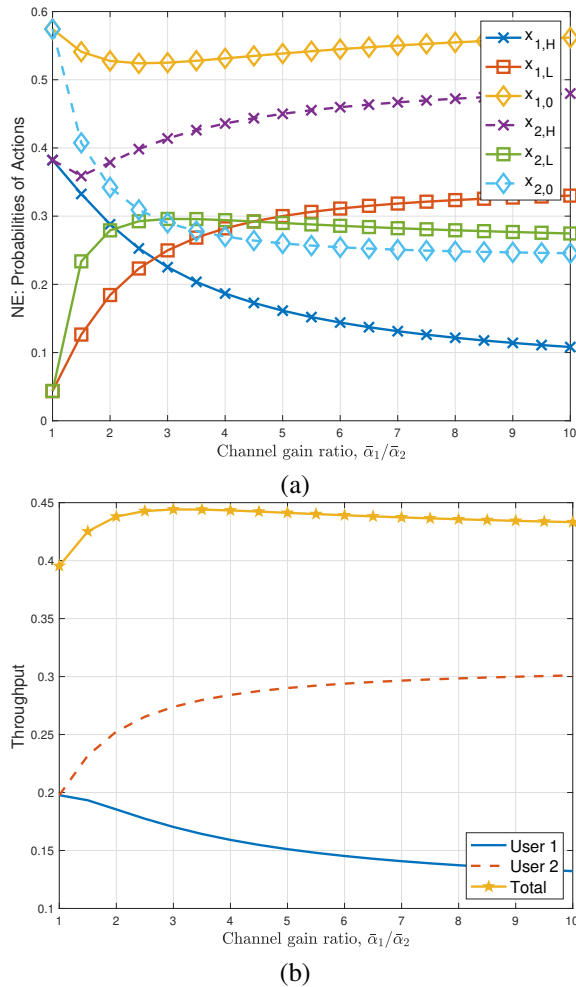 0.6
0.5
0.4
0.3
0.2
0.1
0
NE: Probabilities of Actions
x1,H
x1,L
x1,0
x2,H
x2,L
x2,0
1 2 3 4 5 6 7 8 9 10
Channel gain ratio, ᾱ1/ᾱ2
(a)
0.45
0.4
0.35
0.3
0.25
0.2
0.15
0.1
Throughput
User 1
User 2
Total
1 2 3 4 5 6 7 8 9 10
Channel gain ratio, ᾱ1/ᾱ2
(b)